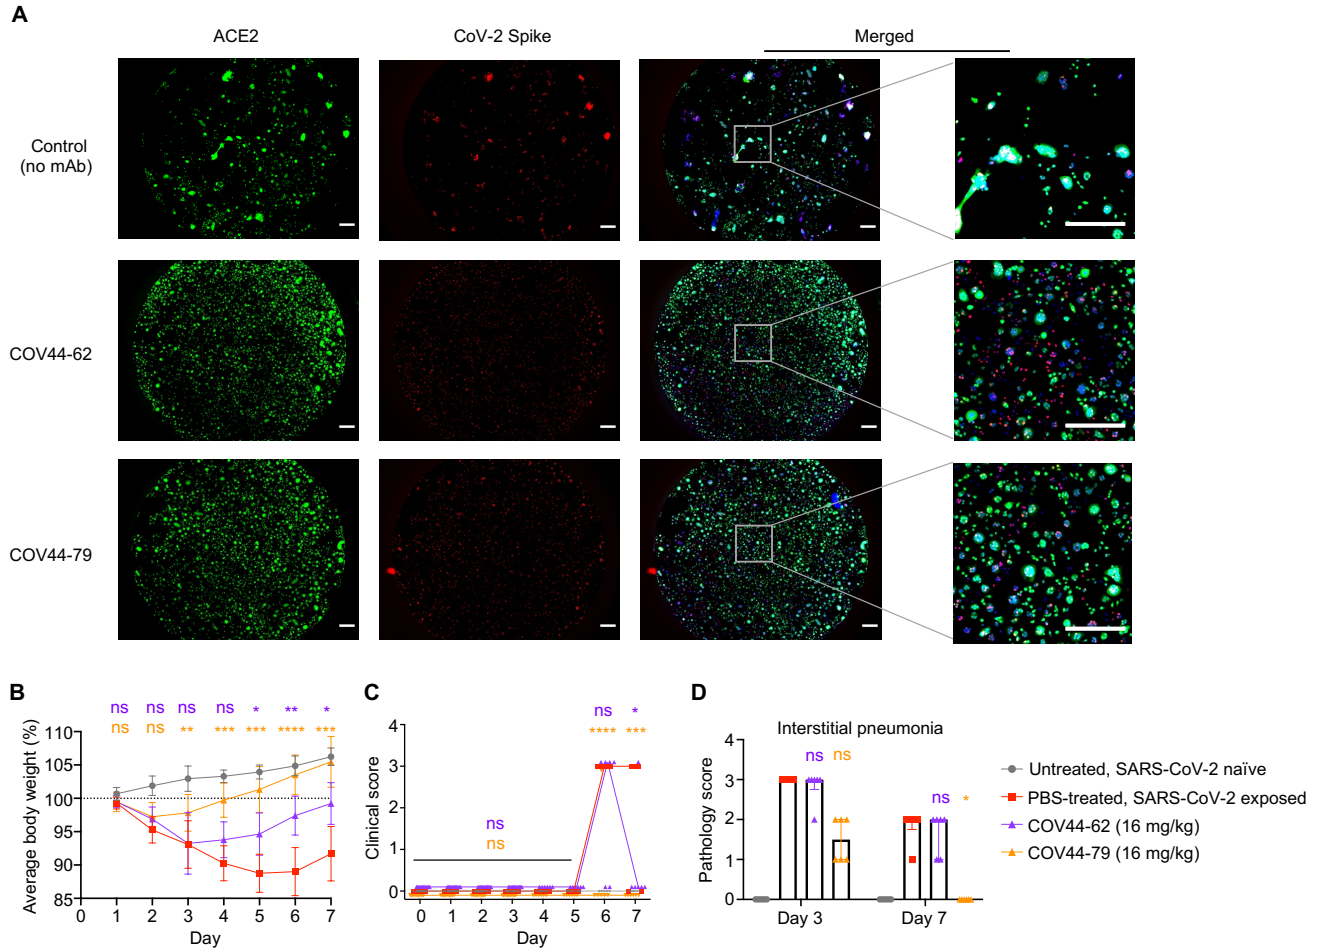 A
ACE2
CoV-2 Spike
Merged
Control
(no mAb)
COV44-62
COV44-79
B
ns ns ns ns * ** *
ns ns ** *** *** **** ***
Average body weight (%)
110
105
100
95
90
85
0 1 2 3 4 5 6 7
Day
C
ns *
**** ***
ns
ns
Clinical score
4
3
2
1
0
0 1 2 3 4 5 6 7
Day
D
Interstitial pneumonia
ns ns
ns *
Pathology score
4
3
2
1
0
Day 3 Day 7
Untreated, SARS-CoV-2 naïve
PBS-treated, SARS-CoV-2 exposed
COV44-62 (16 mg/kg)
COV44-79 (16 mg/kg)